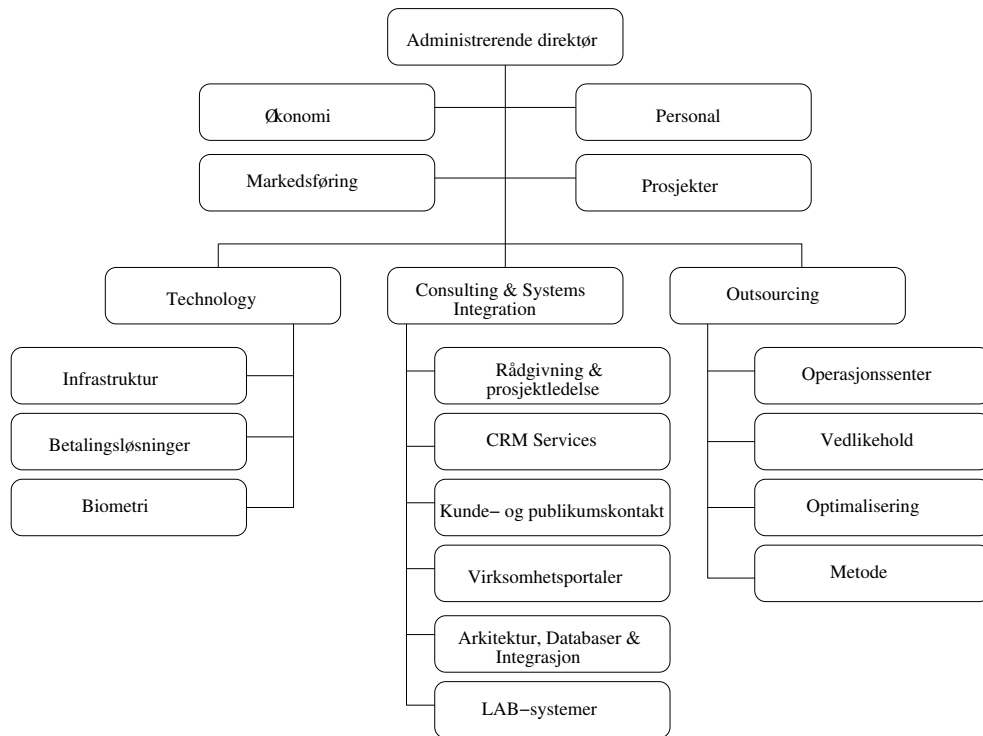 Administrerende direktør
Økonomi
Personal
Markedsføring
Prosjekter
Technology
Consulting & Systems
Integration
Outsourcing
Infrastruktur
Betalingsløsninger
Biometri
Rådgivning &
prosjektledelse
CRM Services
Kunde− og publikumskontakt
Virksomhetsportaler
Arkitektur, Databaser &
Integrasjon
LAB−systemer
Operasjonssenter
Vedlikehold
Optimalisering
Metode